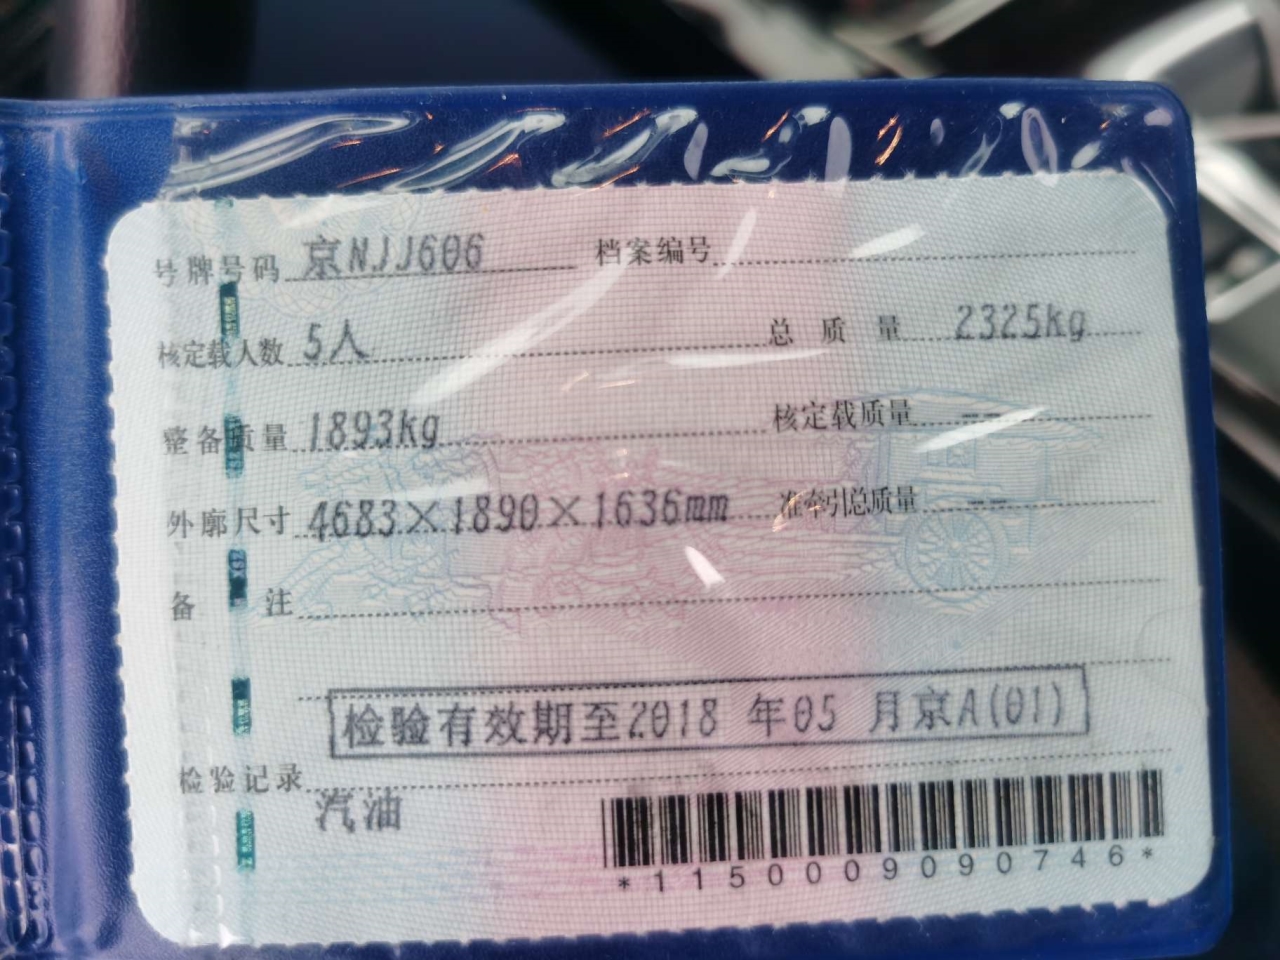 号牌号码 京NJJ606 档案编号
核定载人数 5人 总质量 2325kg
整备质量 1893kg 核定载质量 --
外廓尺寸 4683×1890×1636mm 准牵引总质量 --
备注
检验有效期至2018 年05 月京A(01)
检验记录
汽油
*1150009090746*